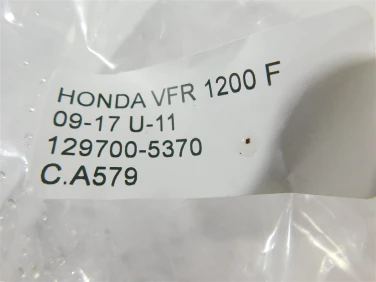 HONDA VFR 1200 F
09-17 U-11
129700-5370
C.A579